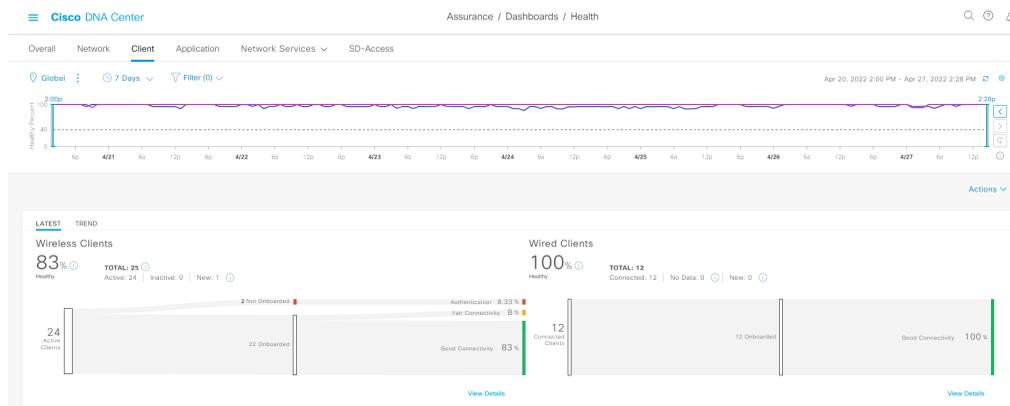 Cisco DNA Center
Assurance / Dashboards / Health
Overall Network Client Application Network Services SD-Access
Global 7 Days Filter (0)
Apr 20, 2022 2:00 PM - Apr 27, 2022 2:28 PM
2:00p 2:28p
Healthy Percent
100
40
0
6p 4/21 6a 12p 6p 4/22 6a 12p 6p 4/23 6a 12p 6p 4/24 6a 12p 6p 4/25 6a 12p 6p 4/26 6a 12p 6p 4/27 6a 12p
Actions
LATEST TREND
Wireless Clients
83%
Healthy
TOTAL: 25
Active: 24 Inactive: 0 New: 1
2 Not Onboarded
Authentication 8.33 %
Fair Connectivity 8 %
24
Active
Clients
22 Onboarded
Good Connectivity 83 %
View Details
Wired Clients
100%
Healthy
TOTAL: 12
Connected: 12 No Data: 0 New: 0
12
Connected
Clients
12 Onboarded
Good Connectivity 100 %
View Details